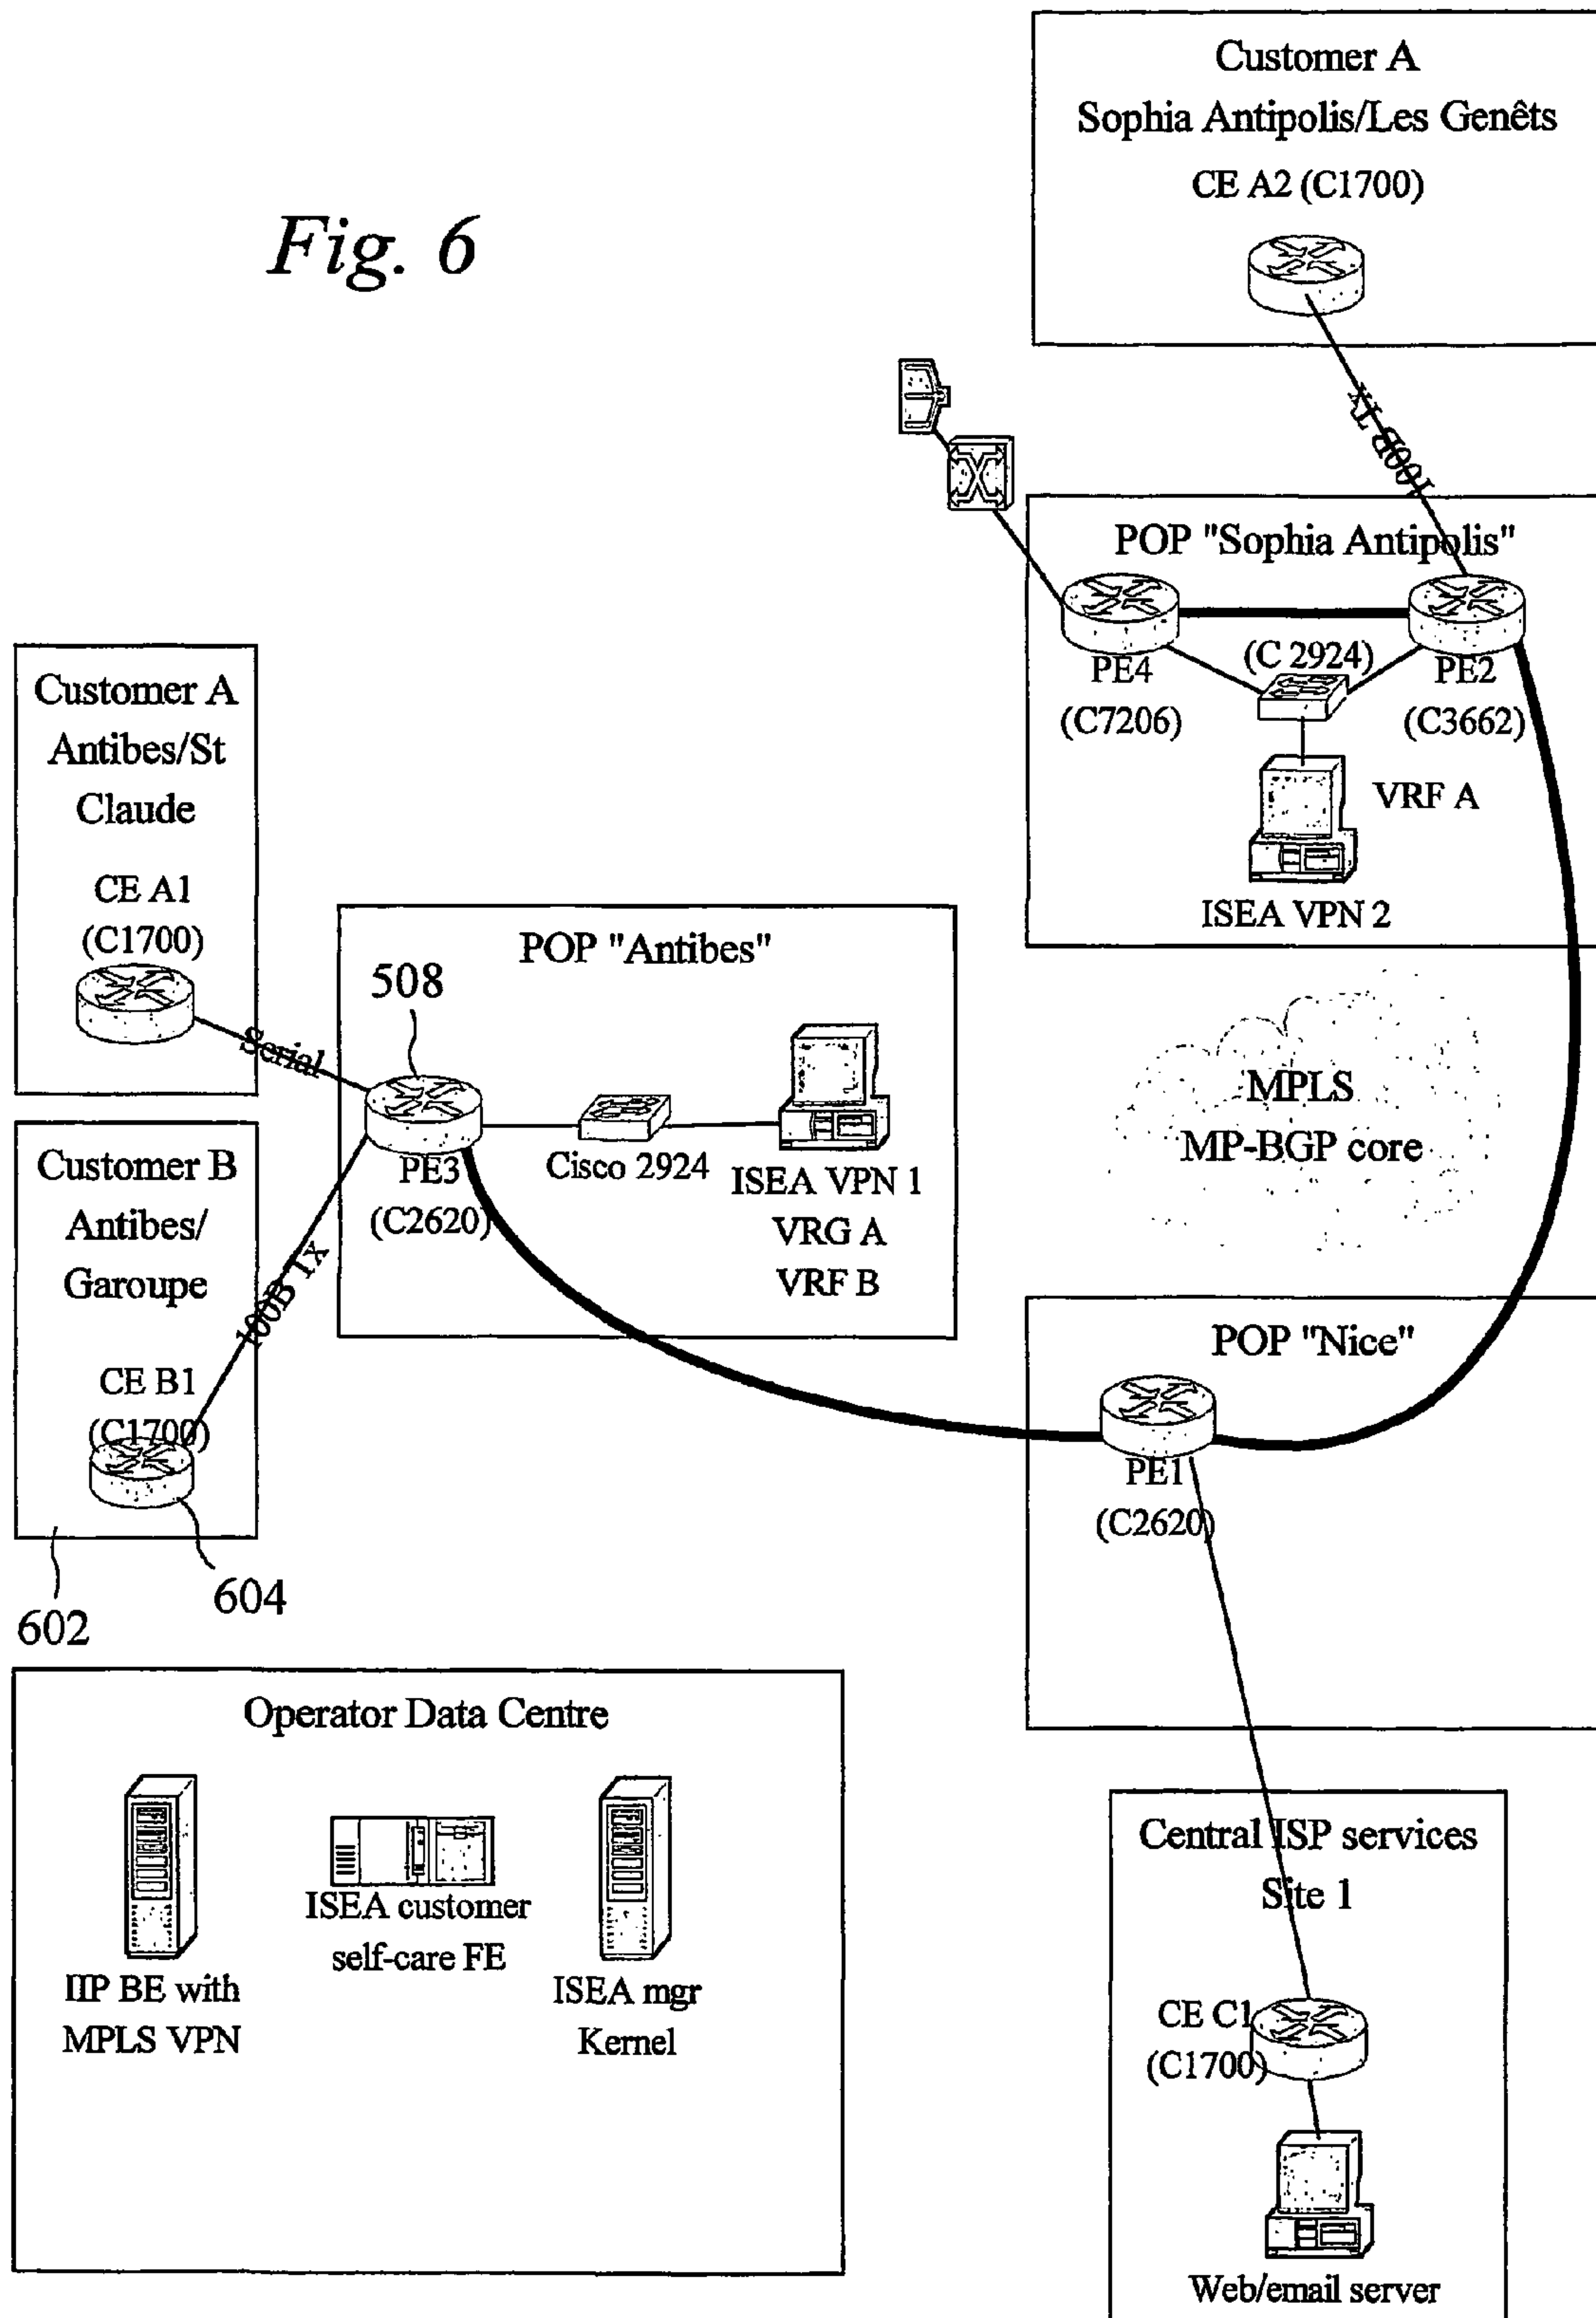 Fig. 6
Customer A
Sophia Antipolis/Les Genêts
CE A2 (C1700)
100B Tx
POP "Sophia Antipolis"
PE4
(C7206)
(C 2924)
PE2
(C3662)
VRF A
ISEA VPN 2
Customer A
Antibes/St
Claude
CE A1
(C1700)
Serial
POP "Antibes"
508
PE3
(C2620)
Cisco 2924
ISEA VPN 1
VRG A
VRF B
MPLS
MP-BGP core
Customer B
Antibes/
Garoupe
100B Tx
CE B1
(C1700)
602
604
POP "Nice"
PE1
(C2620)
Operator Data Centre
IIP BE with
MPLS VPN
ISEA customer
self-care FE
ISEA mgr
Kernel
Central ISP services
Site 1
CE C1
(C1700)
Web/email server